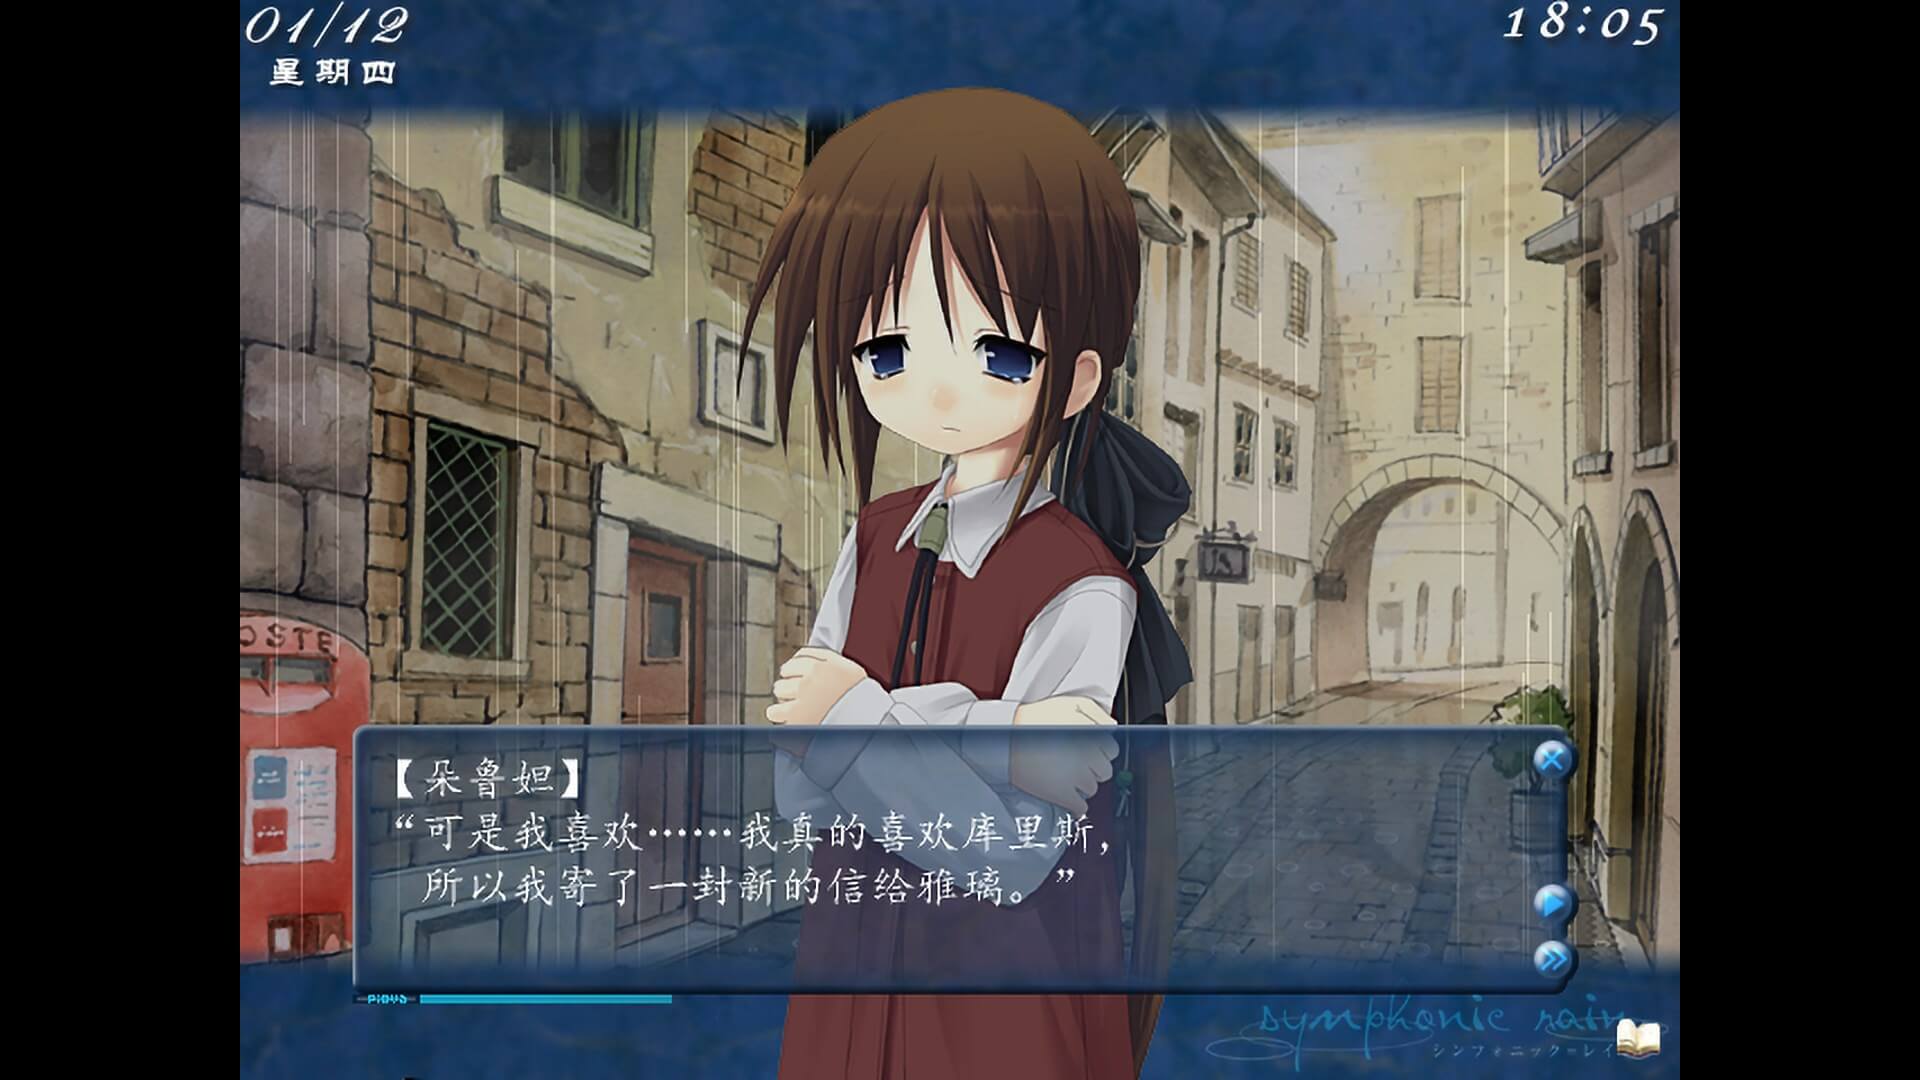 01/12
18:05
星期四
OSTE
【朵鲁妲】
“可是我喜欢……我真的喜欢库里斯，
所以我寄了一封新的信给雅璃。”
PIOVS
symphonic rain
シンフォニック=レイ